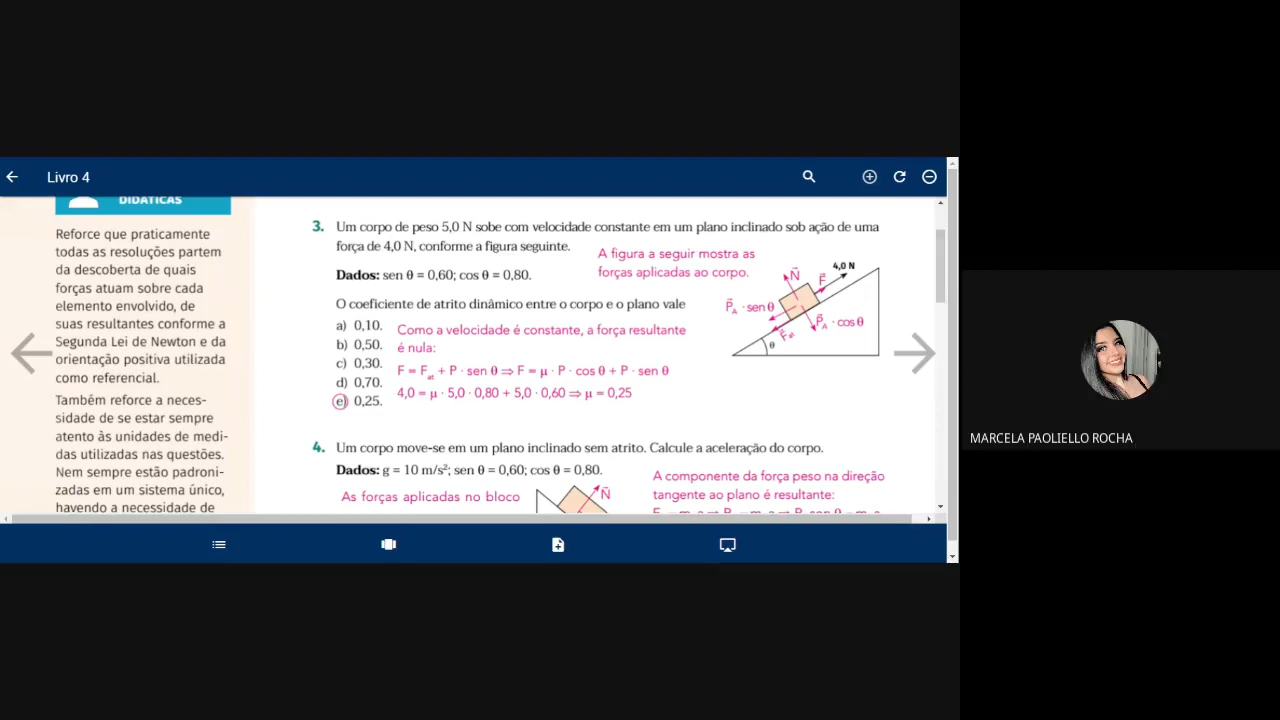 Livro 4
DIDÁTICAS
Reforce que praticamente
todas as resoluções partem
da descoberta de quais
forças atuam sobre cada
elemento envolvido, de
suas resultantes conforme a
Segunda Lei de Newton e da
orientação positiva utilizada
como referencial.
Também reforce a neces-
sidade de se estar sempre
atento às unidades de medi-
das utilizadas nas questões.
Nem sempre estão padroni-
zadas em um sistema único,
havendo a necessidade de
3. Um corpo de peso 5,0 N sobe com velocidade constante em um plano inclinado sob ação de uma
força de 4,0 N, conforme a figura seguinte.
A figura a seguir mostra as
forças aplicadas ao corpo.
Dados: sen θ = 0,60; cos θ = 0,80.
O coeficiente de atrito dinâmico entre o corpo e o plano vale
a) 0,10.
b) 0,50.
c) 0,30.
d) 0,70.
e) 0,25.
Como a velocidade é constante, a força resultante
é nula:
F = Fat + P · sen θ ⇒ F = μ · P · cos θ + P · sen θ
4,0 = μ · 5,0 · 0,80 + 5,0 · 0,60 ⇒ μ = 0,25
4,0 N
N
F
PA · sen θ
PA · cos θ
Fat
θ
4. Um corpo move-se em um plano inclinado sem atrito. Calcule a aceleração do corpo.
Dados: g = 10 m/s²; sen θ = 0,60; cos θ = 0,80.
As forças aplicadas no bloco
N
A componente da força peso na direção
tangente ao plano é resultante:
MARCELA PAOLIELLO ROCHA